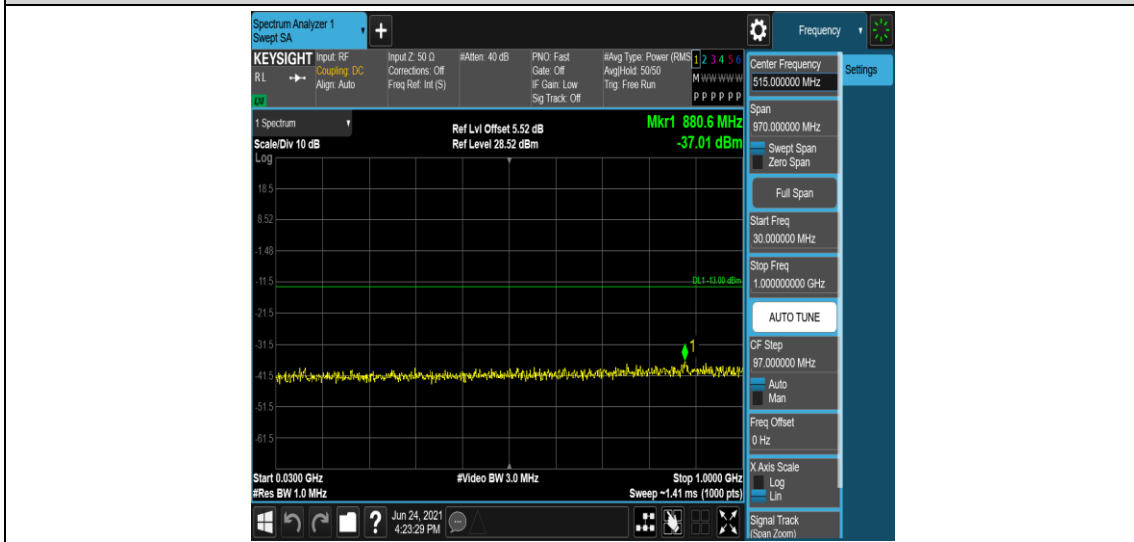 Spectrum Analyzer 1
Swept SA
+
Frequency
KEYSIGHT
RL
LXI
Input: RF
Coupling: DC
Align: Auto
Input Z: 50 Ω
Corrections: Off
Freq Ref: Int (S)
#Atten: 40 dB
PNO: Fast
Gate: Off
IF Gain: Low
Sig Track: Off
#Avg Type: Power (RMS
Avg|Hold: 50/50
Trig: Free Run
1 2 3 4 5 6
M W W W W W
P P P P P P
1 Spectrum
Scale/Div 10 dB
Log
Ref Lvl Offset 5.52 dB
Ref Level 28.52 dBm
Mkr1 880.6 MHz
-37.01 dBm
18.5
8.52
-1.48
-11.5
DL1 -13.00 dBm
-21.5
-31.5
1
-41.5
-51.5
-61.5
Start 0.0300 GHz
#Res BW 1.0 MHz
#Video BW 3.0 MHz
Stop 1.0000 GHz
Sweep ~1.41 ms (1000 pts)
?
Jun 24, 2021
4:23:29 PM
Center Frequency
515.000000 MHz
Settings
Span
970.000000 MHz
Swept Span
Zero Span
Full Span
Start Freq
30.000000 MHz
Stop Freq
1.000000000 GHz
AUTO TUNE
CF Step
97.000000 MHz
Auto
Man
Freq Offset
0 Hz
X Axis Scale
Log
Lin
Signal Track
(Span Zoom)